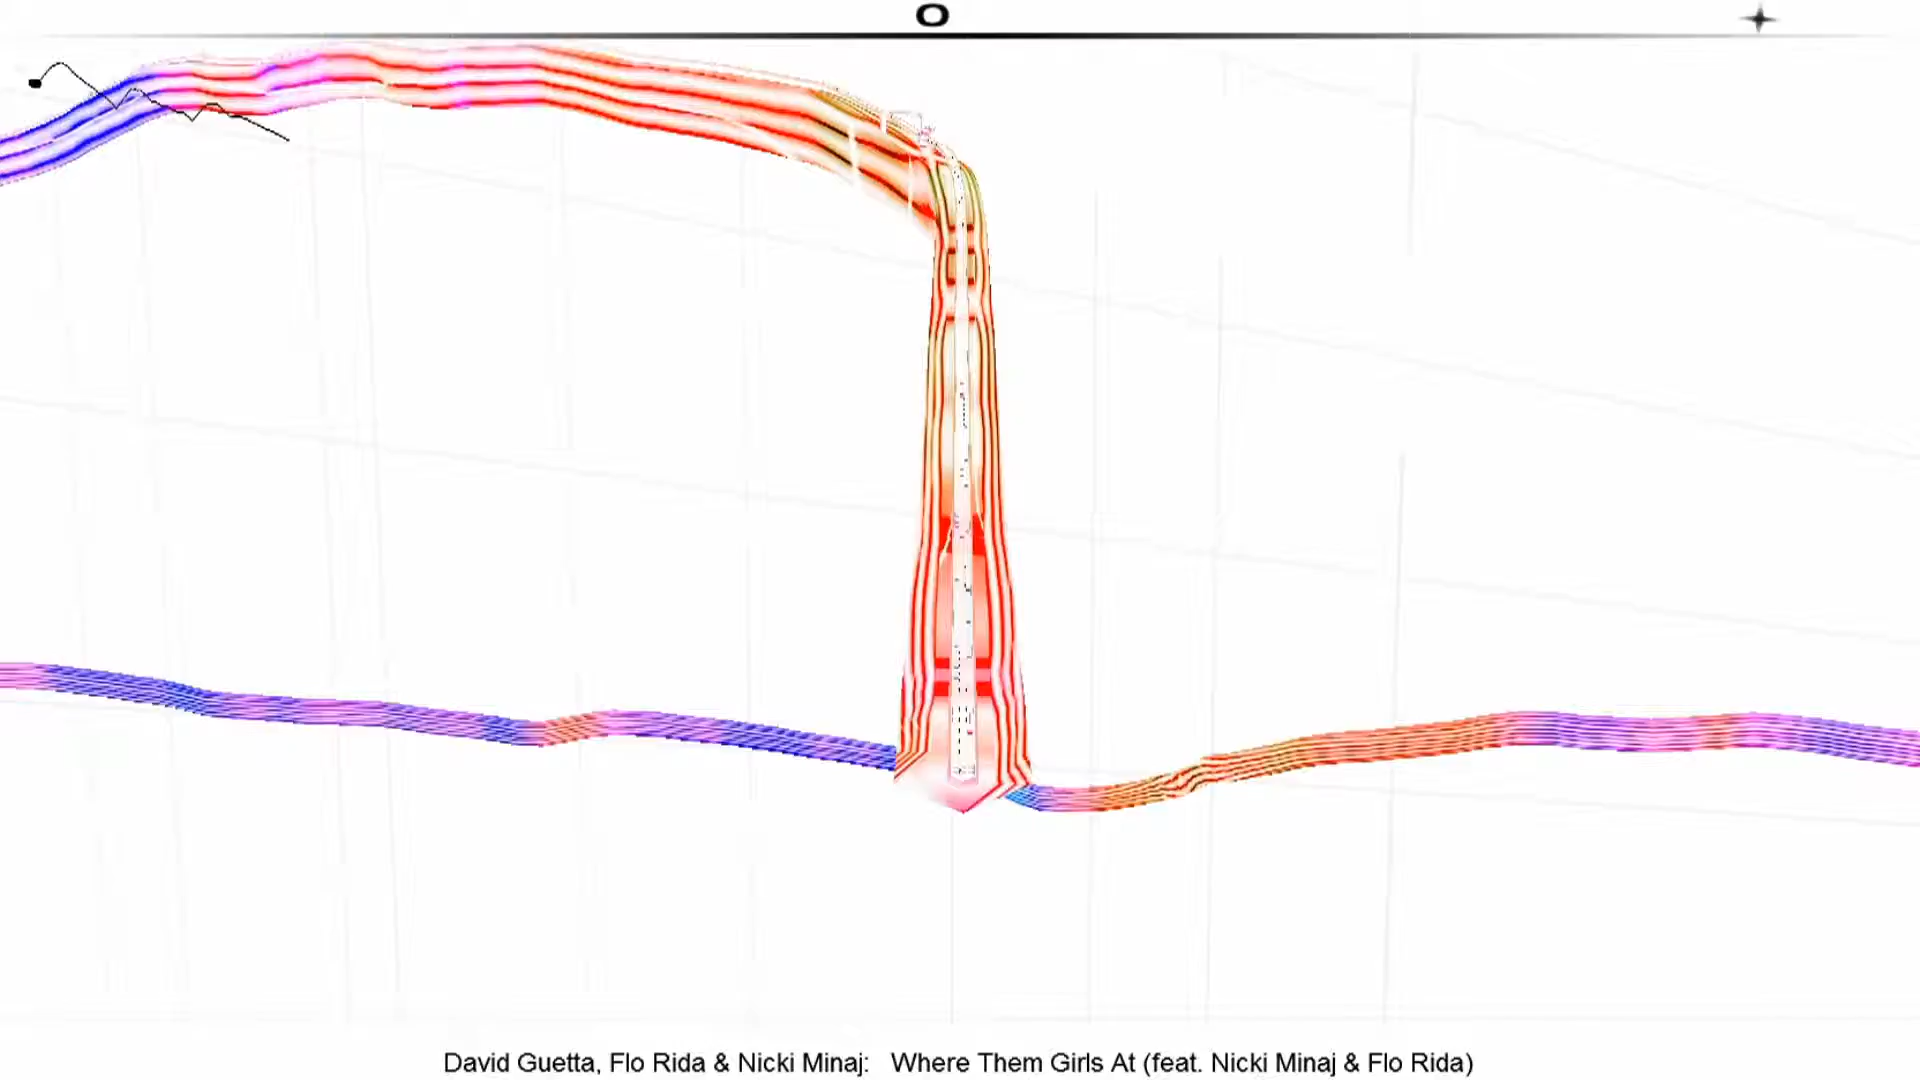 O
David Guetta, Flo Rida & Nicki Minaj: Where Them Girls At (feat. Nicki Minaj & Flo Rida)